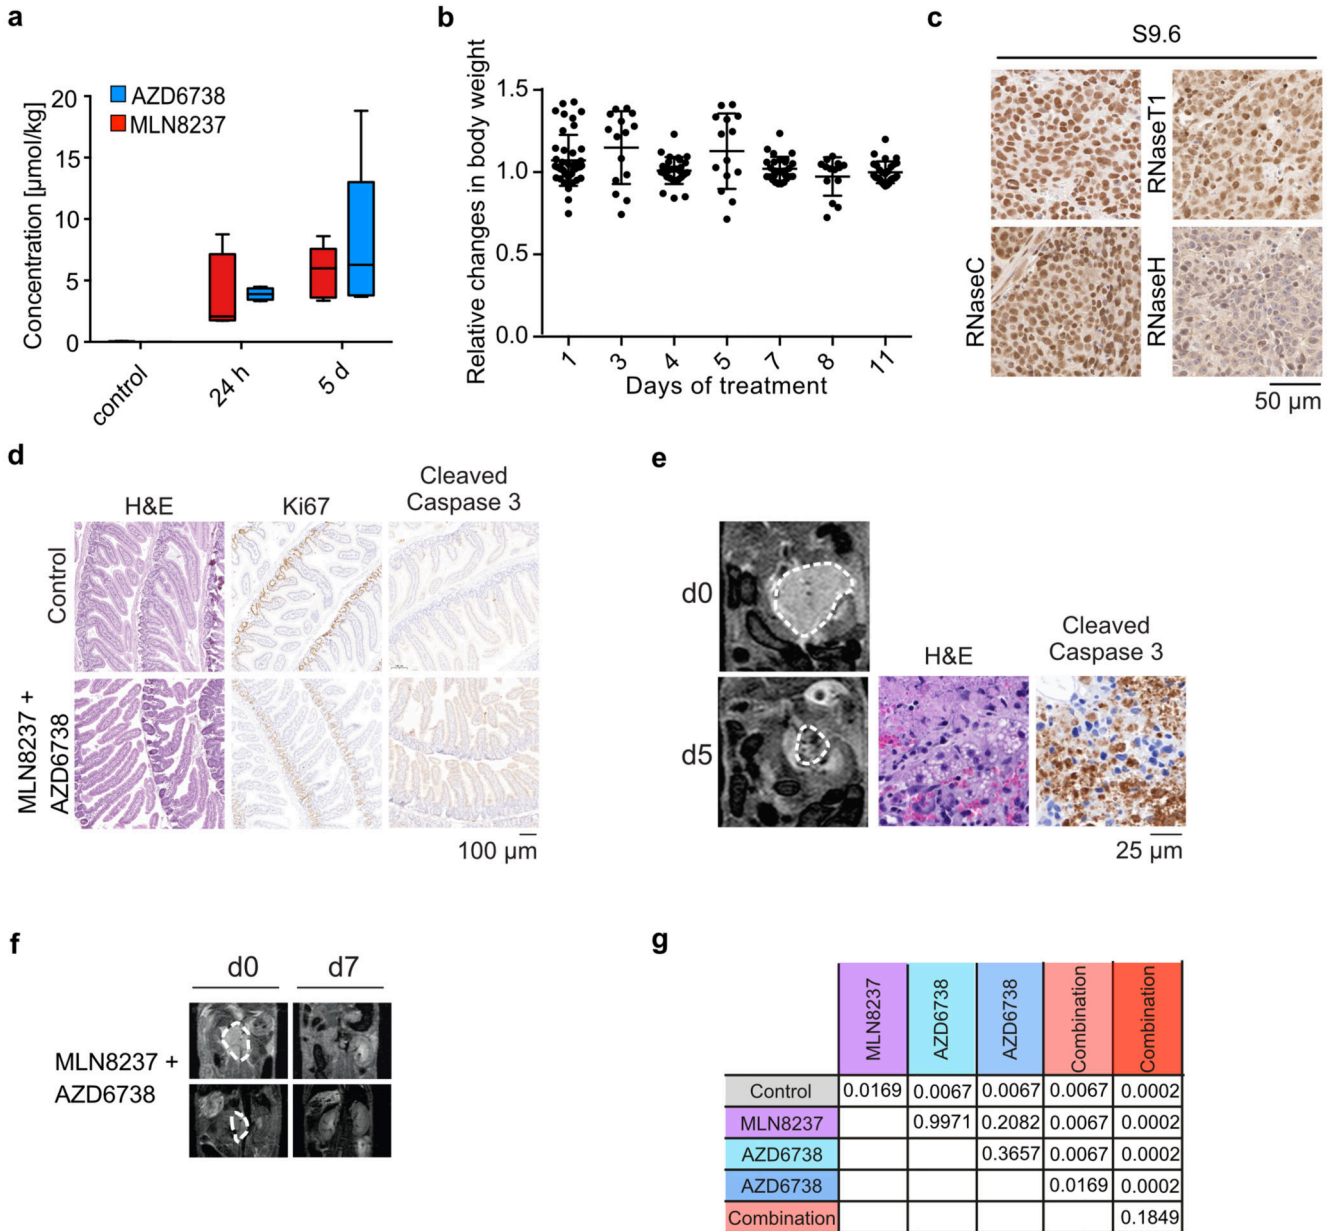 a
AZD6738
MLN8237
Concentration [µmol/kg]
20
15
10
5
0
control
24 h
5 d
b
Relative changes in body weight
1.5
1.0
0.5
0.0
1
3
4
5
7
8
11
Days of treatment
c
S9.6
RNaseT1
RNaseC
RNaseH
50 µm
d
H&E
Ki67
Cleaved
Caspase 3
Control
MLN8237 +
AZD6738
100 µm
e
d0
d5
H&E
Cleaved
Caspase 3
25 µm
f
d0
d7
MLN8237 +
AZD6738
g
MLN8237 AZD6738 AZD6738 Combination Combination
Control 0.0169 0.0067 0.0067 0.0067 0.0002
MLN8237 0.9971 0.2082 0.0067 0.0002
AZD6738 0.3657 0.0067 0.0002
AZD6738 0.0169 0.0002
Combination 0.1849